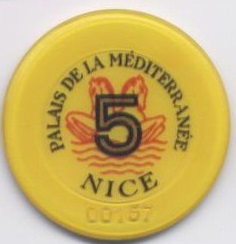 PALAIS DE LA MÉDITERRANÉE
5
NICE
00157